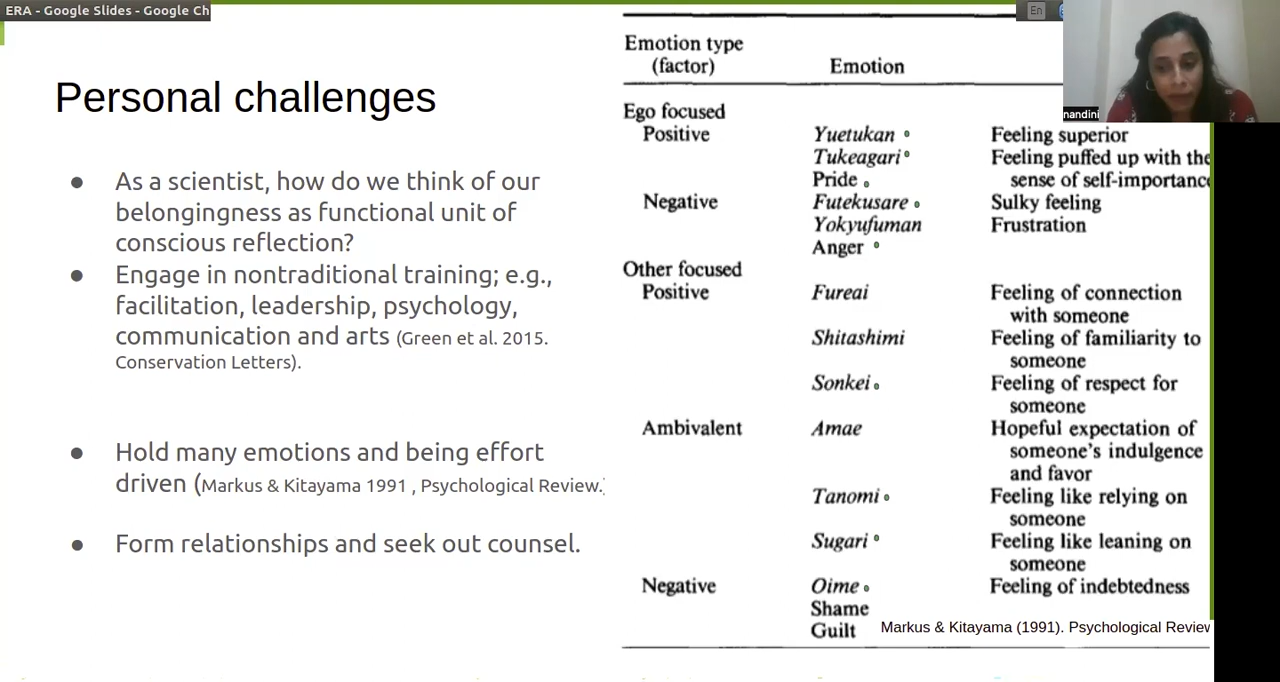 ERA - Google Slides - Google Ch
En
nandini
Personal challenges
● As a scientist, how do we think of our
belongingness as functional unit of
conscious reflection?
● Engage in nontraditional training; e.g.,
facilitation, leadership, psychology,
communication and arts (Green et al. 2015.
Conservation Letters).
● Hold many emotions and being effort
driven (Markus & Kitayama 1991 , Psychological Review.)
● Form relationships and seek out counsel.
Emotion type
(factor) Emotion
Ego focused
Positive Yuetukan Feeling superior
Tukeagari Feeling puffed up with the
Pride sense of self-importance
Negative Futekusare Sulky feeling
Yokyufuman Frustration
Anger
Other focused
Positive Fureai Feeling of connection
with someone
Shitashimi Feeling of familiarity to
someone
Sonkei Feeling of respect for
someone
Ambivalent Amae Hopeful expectation of
someone's indulgence
and favor
Tanomi Feeling like relying on
someone
Sugari Feeling like leaning on
someone
Negative Oime Feeling of indebtedness
Shame
Guilt
Markus & Kitayama (1991). Psychological Review